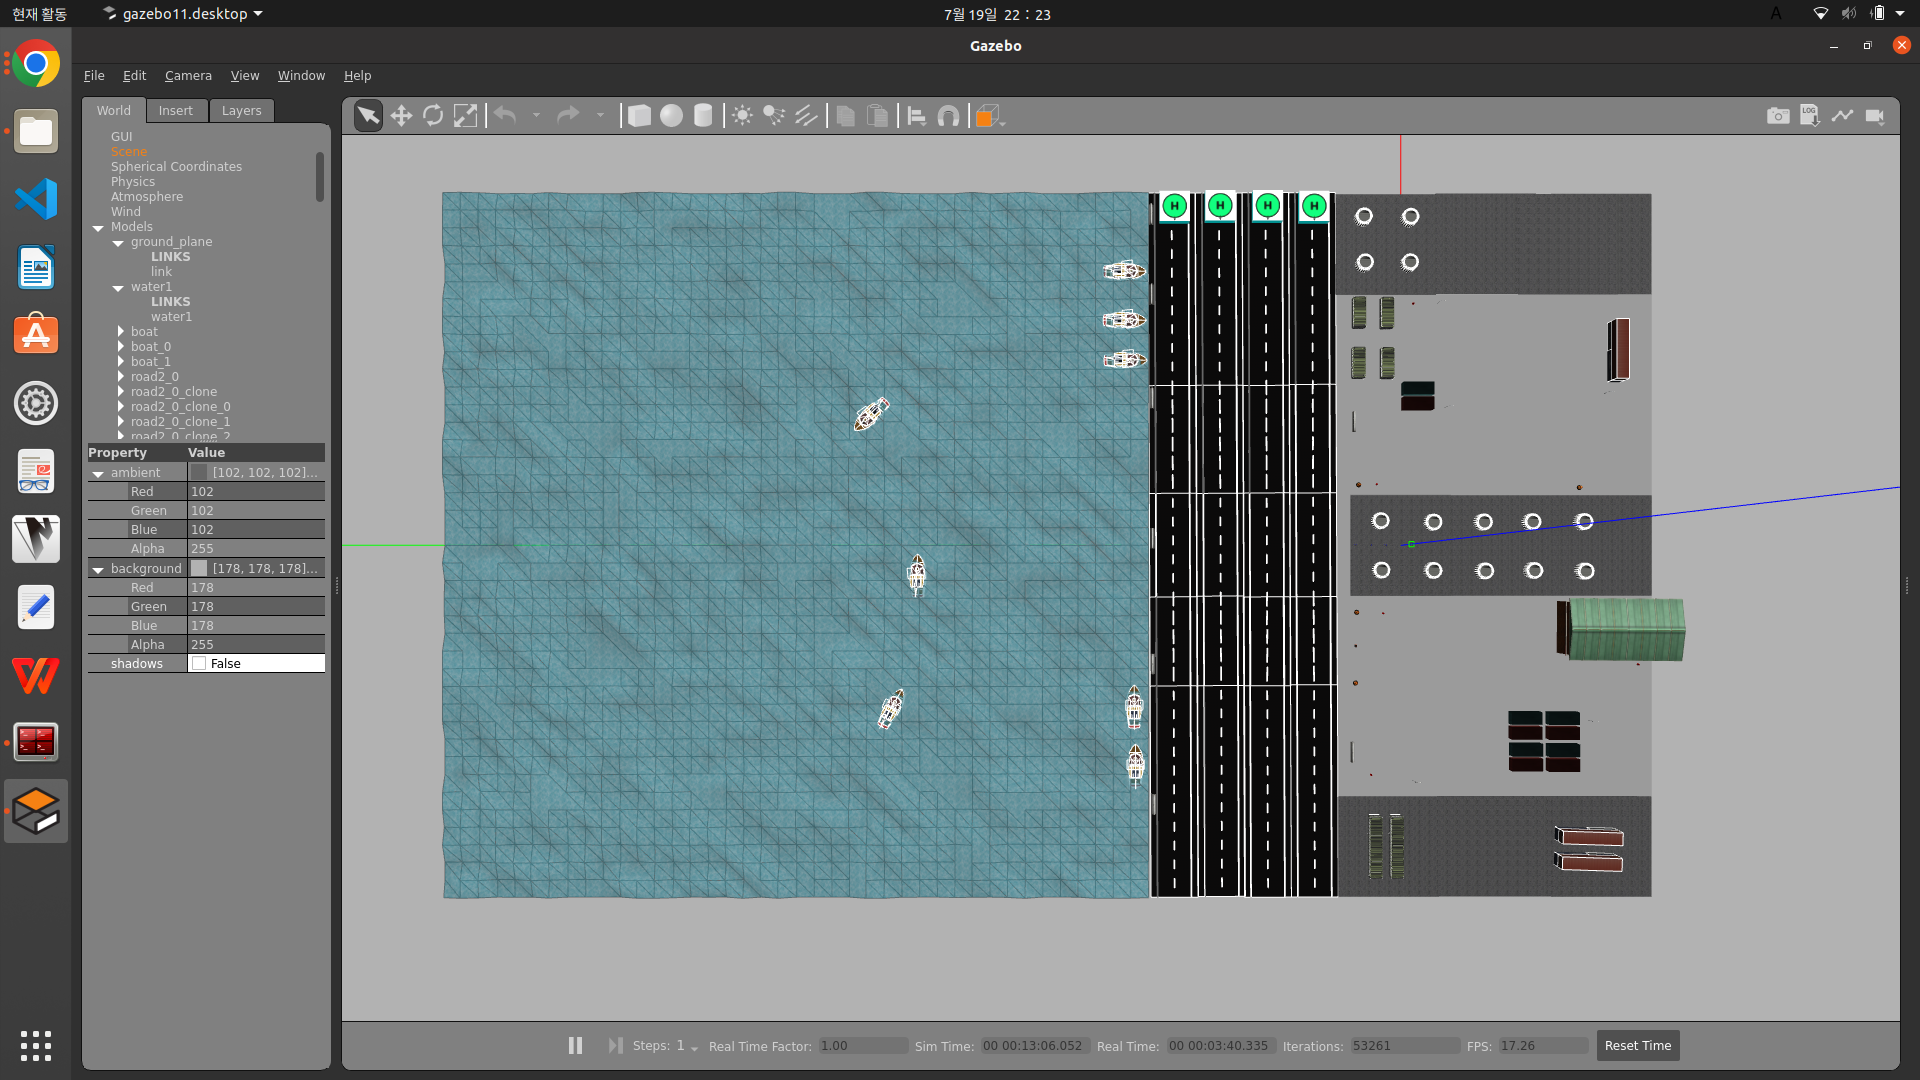 현재 활동
gazebo11.desktop
7월 19일 22 : 23
A
Gazebo
File Edit Camera View Window Help
World Insert Layers
GUI
Scene
Spherical Coordinates
Physics
Atmosphere
Wind
Models
ground_plane
LINKS
link
water1
LINKS
water1
boat
boat_0
boat_1
road2_0
road2_0_clone
road2_0_clone_0
road2_0_clone_1
road2_0_clone_2
Property Value
ambient [102, 102, 102]...
Red 102
Green 102
Blue 102
Alpha 255
background [178, 178, 178]...
Red 178
Green 178
Blue 178
Alpha 255
shadows False
LOG
H H H H
Steps: 1 Real Time Factor: 1.00 Sim Time: 00 00:13:06.052 Real Time: 00 00:03:40.335 Iterations: 53261 FPS: 17.26 Reset Time